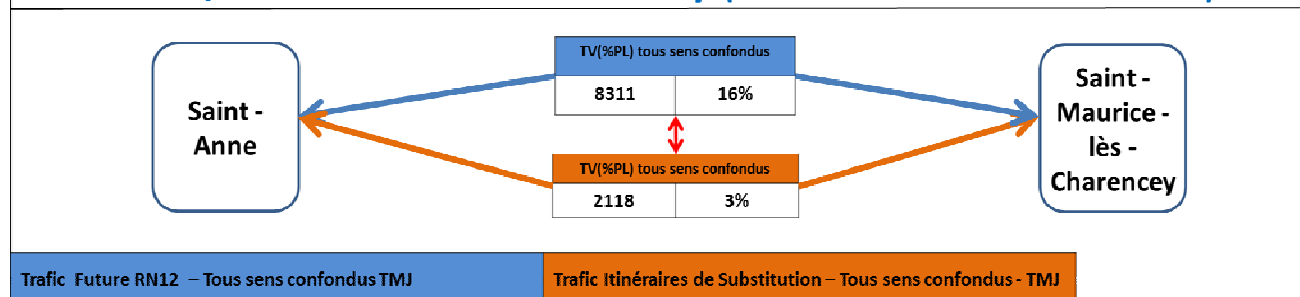 TV(%PL) tous sens confondus
8311 16%
Saint -
Anne
Saint -
Maurice -
lès -
Charencey
TV(%PL) tous sens confondus
2118 3%
Trafic Future RN12 – Tous sens confondus TMJ
Trafic Itinéraires de Substitution – Tous sens confondus - TMJ